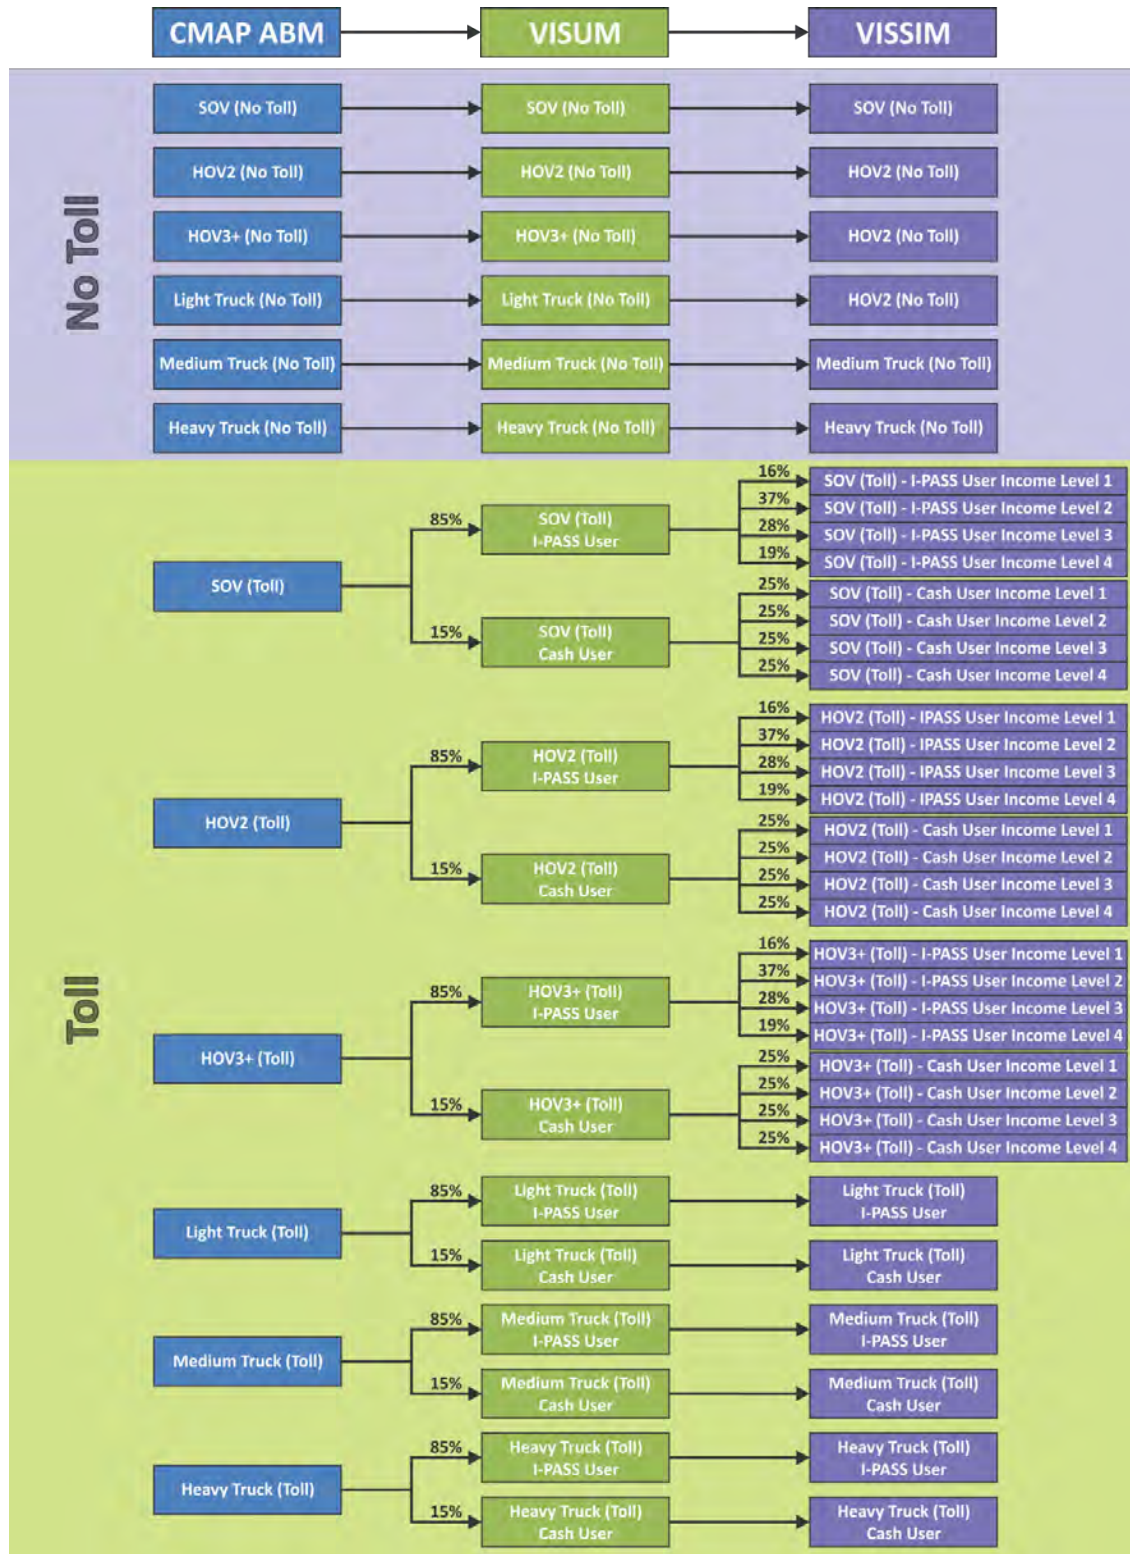 CMAP ABM
VISUM
VISSIM
No Toll
SOV (No Toll)
SOV (No Toll)
SOV (No Toll)
HOV2 (No Toll)
HOV2 (No Toll)
HOV2 (No Toll)
HOV3+ (No Toll)
HOV3+ (No Toll)
HOV2 (No Toll)
Light Truck (No Toll)
Light Truck (No Toll)
HOV2 (No Toll)
Medium Truck (No Toll)
Medium Truck (No Toll)
Medium Truck (No Toll)
Heavy Truck (No Toll)
Heavy Truck (No Toll)
Heavy Truck (No Toll)
Toll
SOV (Toll)
85%
SOV (Toll)
I-PASS User
16%
SOV (Toll) - I-PASS User Income Level 1
37%
SOV (Toll) - I-PASS User Income Level 2
28%
SOV (Toll) - I-PASS User Income Level 3
19%
SOV (Toll) - I-PASS User Income Level 4
15%
SOV (Toll)
Cash User
25%
SOV (Toll) - Cash User Income Level 1
25%
SOV (Toll) - Cash User Income Level 2
25%
SOV (Toll) - Cash User Income Level 3
25%
SOV (Toll) - Cash User Income Level 4
HOV2 (Toll)
85%
HOV2 (Toll)
I-PASS User
16%
HOV2 (Toll) - IPASS User Income Level 1
37%
HOV2 (Toll) - IPASS User Income Level 2
28%
HOV2 (Toll) - IPASS User Income Level 3
19%
HOV2 (Toll) - IPASS User Income Level 4
15%
HOV2 (Toll)
Cash User
25%
HOV2 (Toll) - Cash User Income Level 1
25%
HOV2 (Toll) - Cash User Income Level 2
25%
HOV2 (Toll) - Cash User Income Level 3
25%
HOV2 (Toll) - Cash User Income Level 4
HOV3+ (Toll)
85%
HOV3+ (Toll)
I-PASS User
16%
HOV3+ (Toll) - I-PASS User Income Level 1
37%
HOV3+ (Toll) - I-PASS User Income Level 2
28%
HOV3+ (Toll) - I-PASS User Income Level 3
19%
HOV3+ (Toll) - I-PASS User Income Level 4
15%
HOV3+ (Toll)
Cash User
25%
HOV3+ (Toll) - Cash User Income Level 1
25%
HOV3+ (Toll) - Cash User Income Level 2
25%
HOV3+ (Toll) - Cash User Income Level 3
25%
HOV3+ (Toll) - Cash User Income Level 4
Light Truck (Toll)
85%
Light Truck (Toll)
I-PASS User
Light Truck (Toll)
I-PASS User
15%
Light Truck (Toll)
Cash User
Light Truck (Toll)
Cash User
Medium Truck (Toll)
85%
Medium Truck (Toll)
I-PASS User
Medium Truck (Toll)
I-PASS User
15%
Medium Truck (Toll)
Cash User
Medium Truck (Toll)
Cash User
Heavy Truck (Toll)
85%
Heavy Truck (Toll)
I-PASS User
Heavy Truck (Toll)
I-PASS User
15%
Heavy Truck (Toll)
Cash User
Heavy Truck (Toll)
Cash User